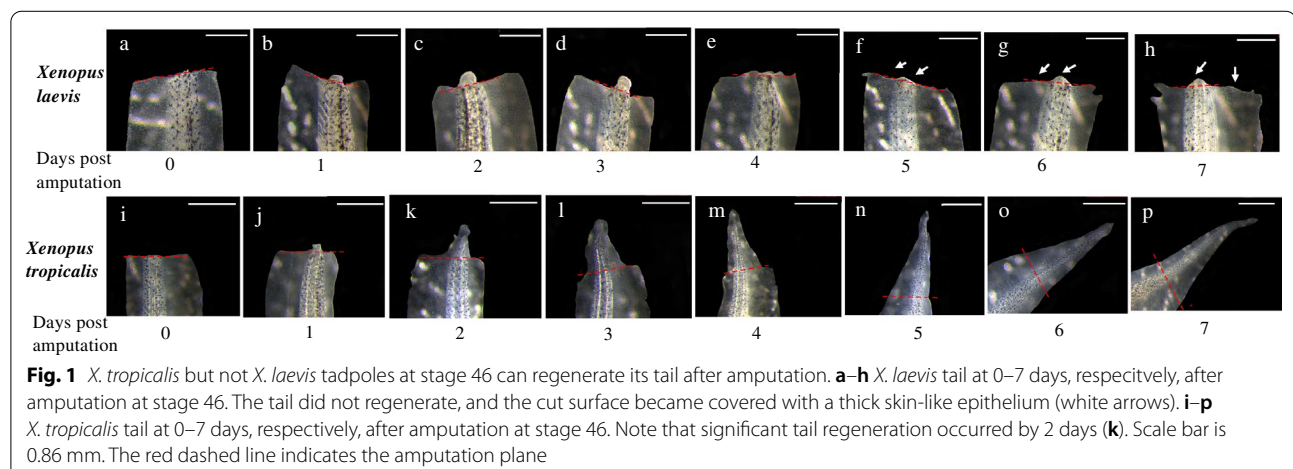 a b c d e f g h
Xenopus
laevis
Days post
amputation
0 1 2 3 4 5 6 7
i j k l m n o p
Xenopus
tropicalis
Days post
amputation
0 1 2 3 4 5 6 7
Fig. 1 X. tropicalis but not X. laevis tadpoles at stage 46 can regenerate its tail after amputation. a–h X. laevis tail at 0–7 days, respecitvely, after
amputation at stage 46. The tail did not regenerate, and the cut surface became covered with a thick skin-like epithelium (white arrows). i–p
X. tropicalis tail at 0–7 days, respectively, after amputation at stage 46. Note that significant tail regeneration occurred by 2 days (k). Scale bar is
0.86 mm. The red dashed line indicates the amputation plane